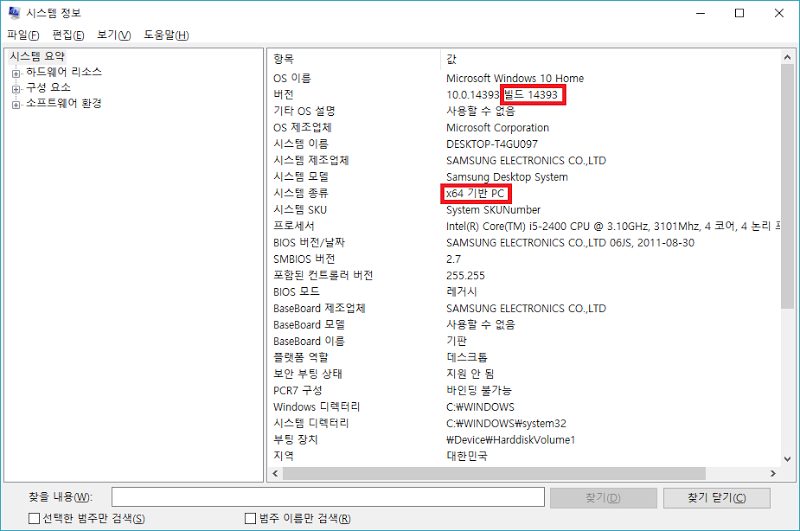 시스템 정보
파일(F) 편집(E) 보기(V) 도움말(H)
시스템 요약
하드웨어 리소스
구성 요소
소프트웨어 환경
항목 값
OS 이름 Microsoft Windows 10 Home
버전 10.0.14393 빌드 14393
기타 OS 설명 사용할 수 없음
OS 제조업체 Microsoft Corporation
시스템 이름 DESKTOP-T4GU097
시스템 제조업체 SAMSUNG ELECTRONICS CO.,LTD
시스템 모델 Samsung Desktop System
시스템 종류 x64 기반 PC
시스템 SKU System SKUNumber
프로세서 Intel(R) Core(TM) i5-2400 CPU @ 3.10GHz, 3101Mhz, 4 코어, 4 논리
BIOS 버전/날짜 SAMSUNG ELECTRONICS CO.,LTD 06JS, 2011-08-30
SMBIOS 버전 2.7
포함된 컨트롤러 버전 255.255
BIOS 모드 레거시
BaseBoard 제조업체 SAMSUNG ELECTRONICS CO.,LTD
BaseBoard 모델 사용할 수 없음
BaseBoard 이름 기판
플랫폼 역할 데스크톱
보안 부팅 상태 지원 안 됨
PCR7 구성 바인딩 불가능
Windows 디렉터리 C:₩WINDOWS
시스템 디렉터리 C:₩WINDOWS₩system32
부팅 장치 ₩Device₩HarddiskVolume1
지역 대한민국
찾을 내용(W): 찾기(D) 찾기 닫기(C)
선택한 범주만 검색(S) 범주 이름만 검색(R)